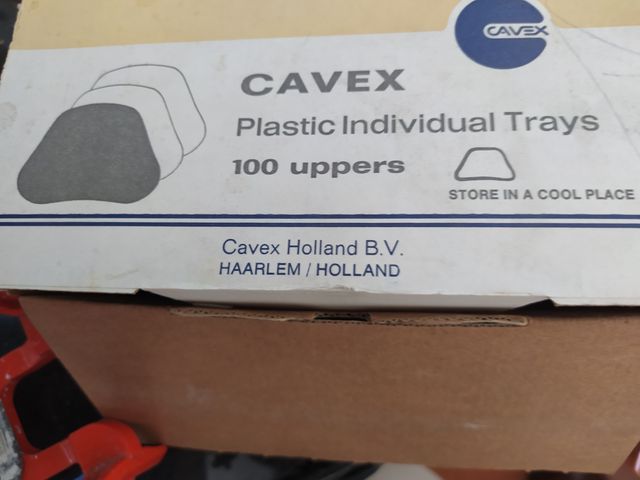 CAVEX
CAVEX
Plastic Individual Trays
100 uppers
STORE IN A COOL PLACE
Cavex Holland B.V.
HAARLEM / HOLLAND